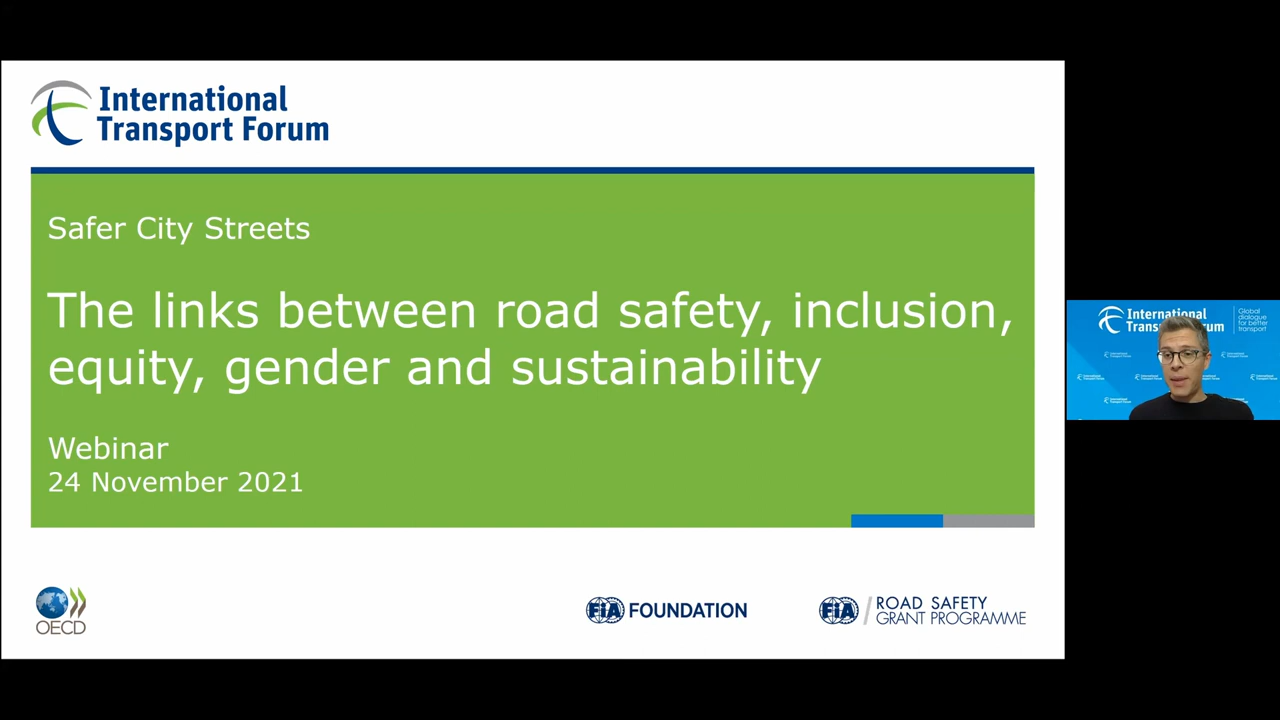 International
Transport Forum
Safer City Streets
The links between road safety, inclusion,
equity, gender and sustainability
Webinar
24 November 2021
OECD
FiA FOUNDATION
FiA ROAD SAFETY
GRANT PROGRAMME
International
Transport Forum
Global
dialogue
for better
transport